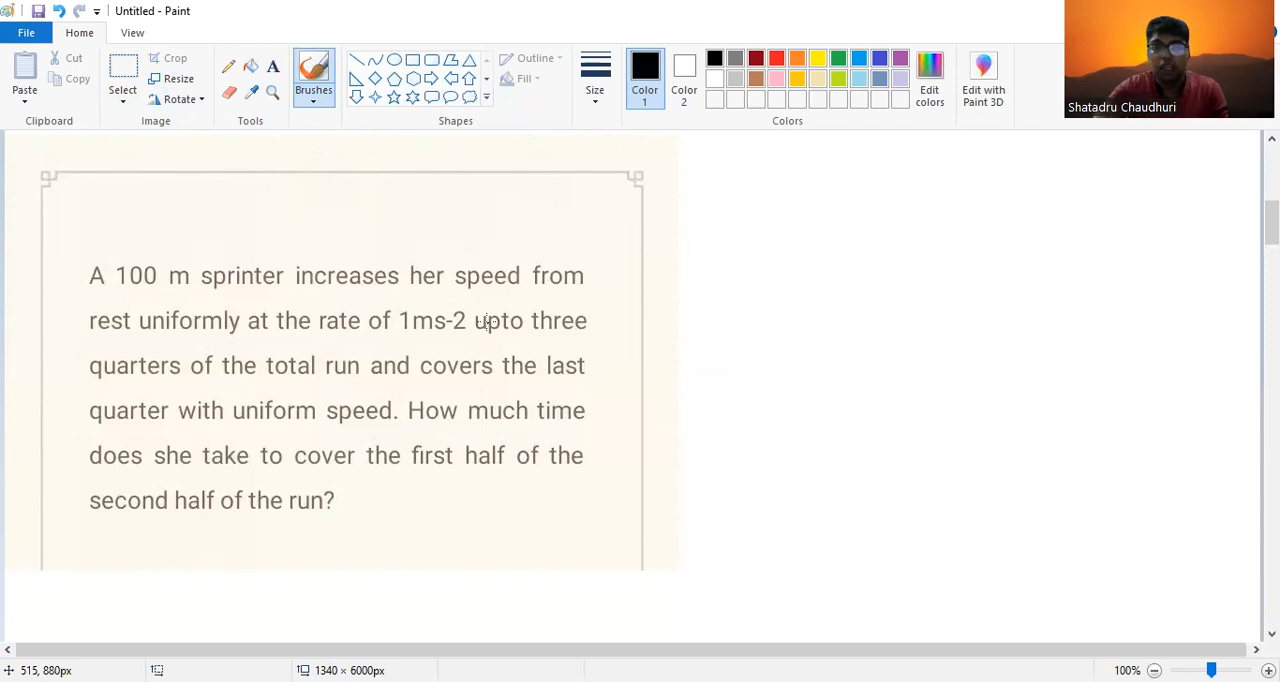 Untitled - Paint
File Home View
Paste
Cut
Copy
Clipboard
Select
Crop
Resize
Rotate
Image
A
Tools
Brushes
Shapes
Outline
Fill
Size
Color 1
Color 2
Colors
Edit colors
Edit with Paint 3D
Shatadru Chaudhuri
A 100 m sprinter increases her speed from
rest uniformly at the rate of 1ms-2 upto three
quarters of the total run and covers the last
quarter with uniform speed. How much time
does she take to cover the first half of the
second half of the run?
515, 880px
1340 × 6000px
100%